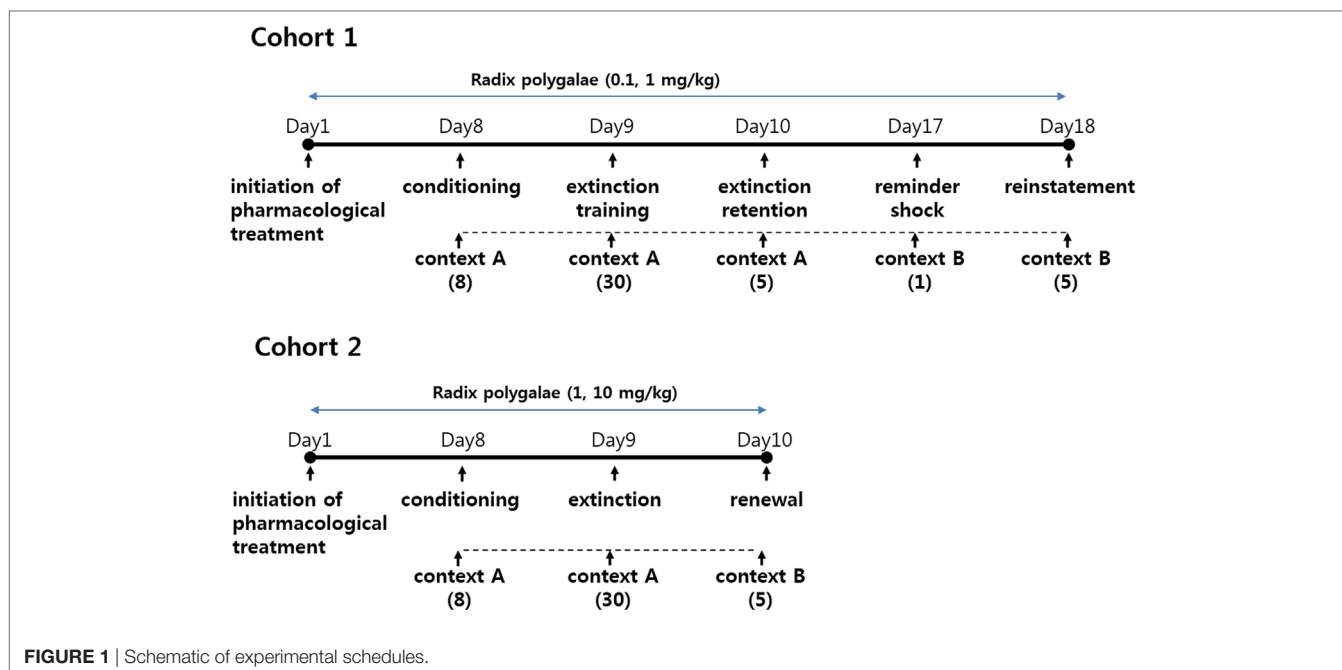 Cohort 1
Radix polygalae (0.1, 1 mg/kg)
Day1 Day8 Day9 Day10 Day17 Day18
initiation of conditioning extinction extinction reminder reinstatement
pharmacological training retention shock
treatment
context A context A context A context B context B
(8) (30) (5) (1) (5)
Cohort 2
Radix polygalae (1, 10 mg/kg)
Day1 Day8 Day9 Day10
initiation of conditioning extinction renewal
pharmacological
treatment
context A context A context B
(8) (30) (5)
FIGURE 1 | Schematic of experimental schedules.